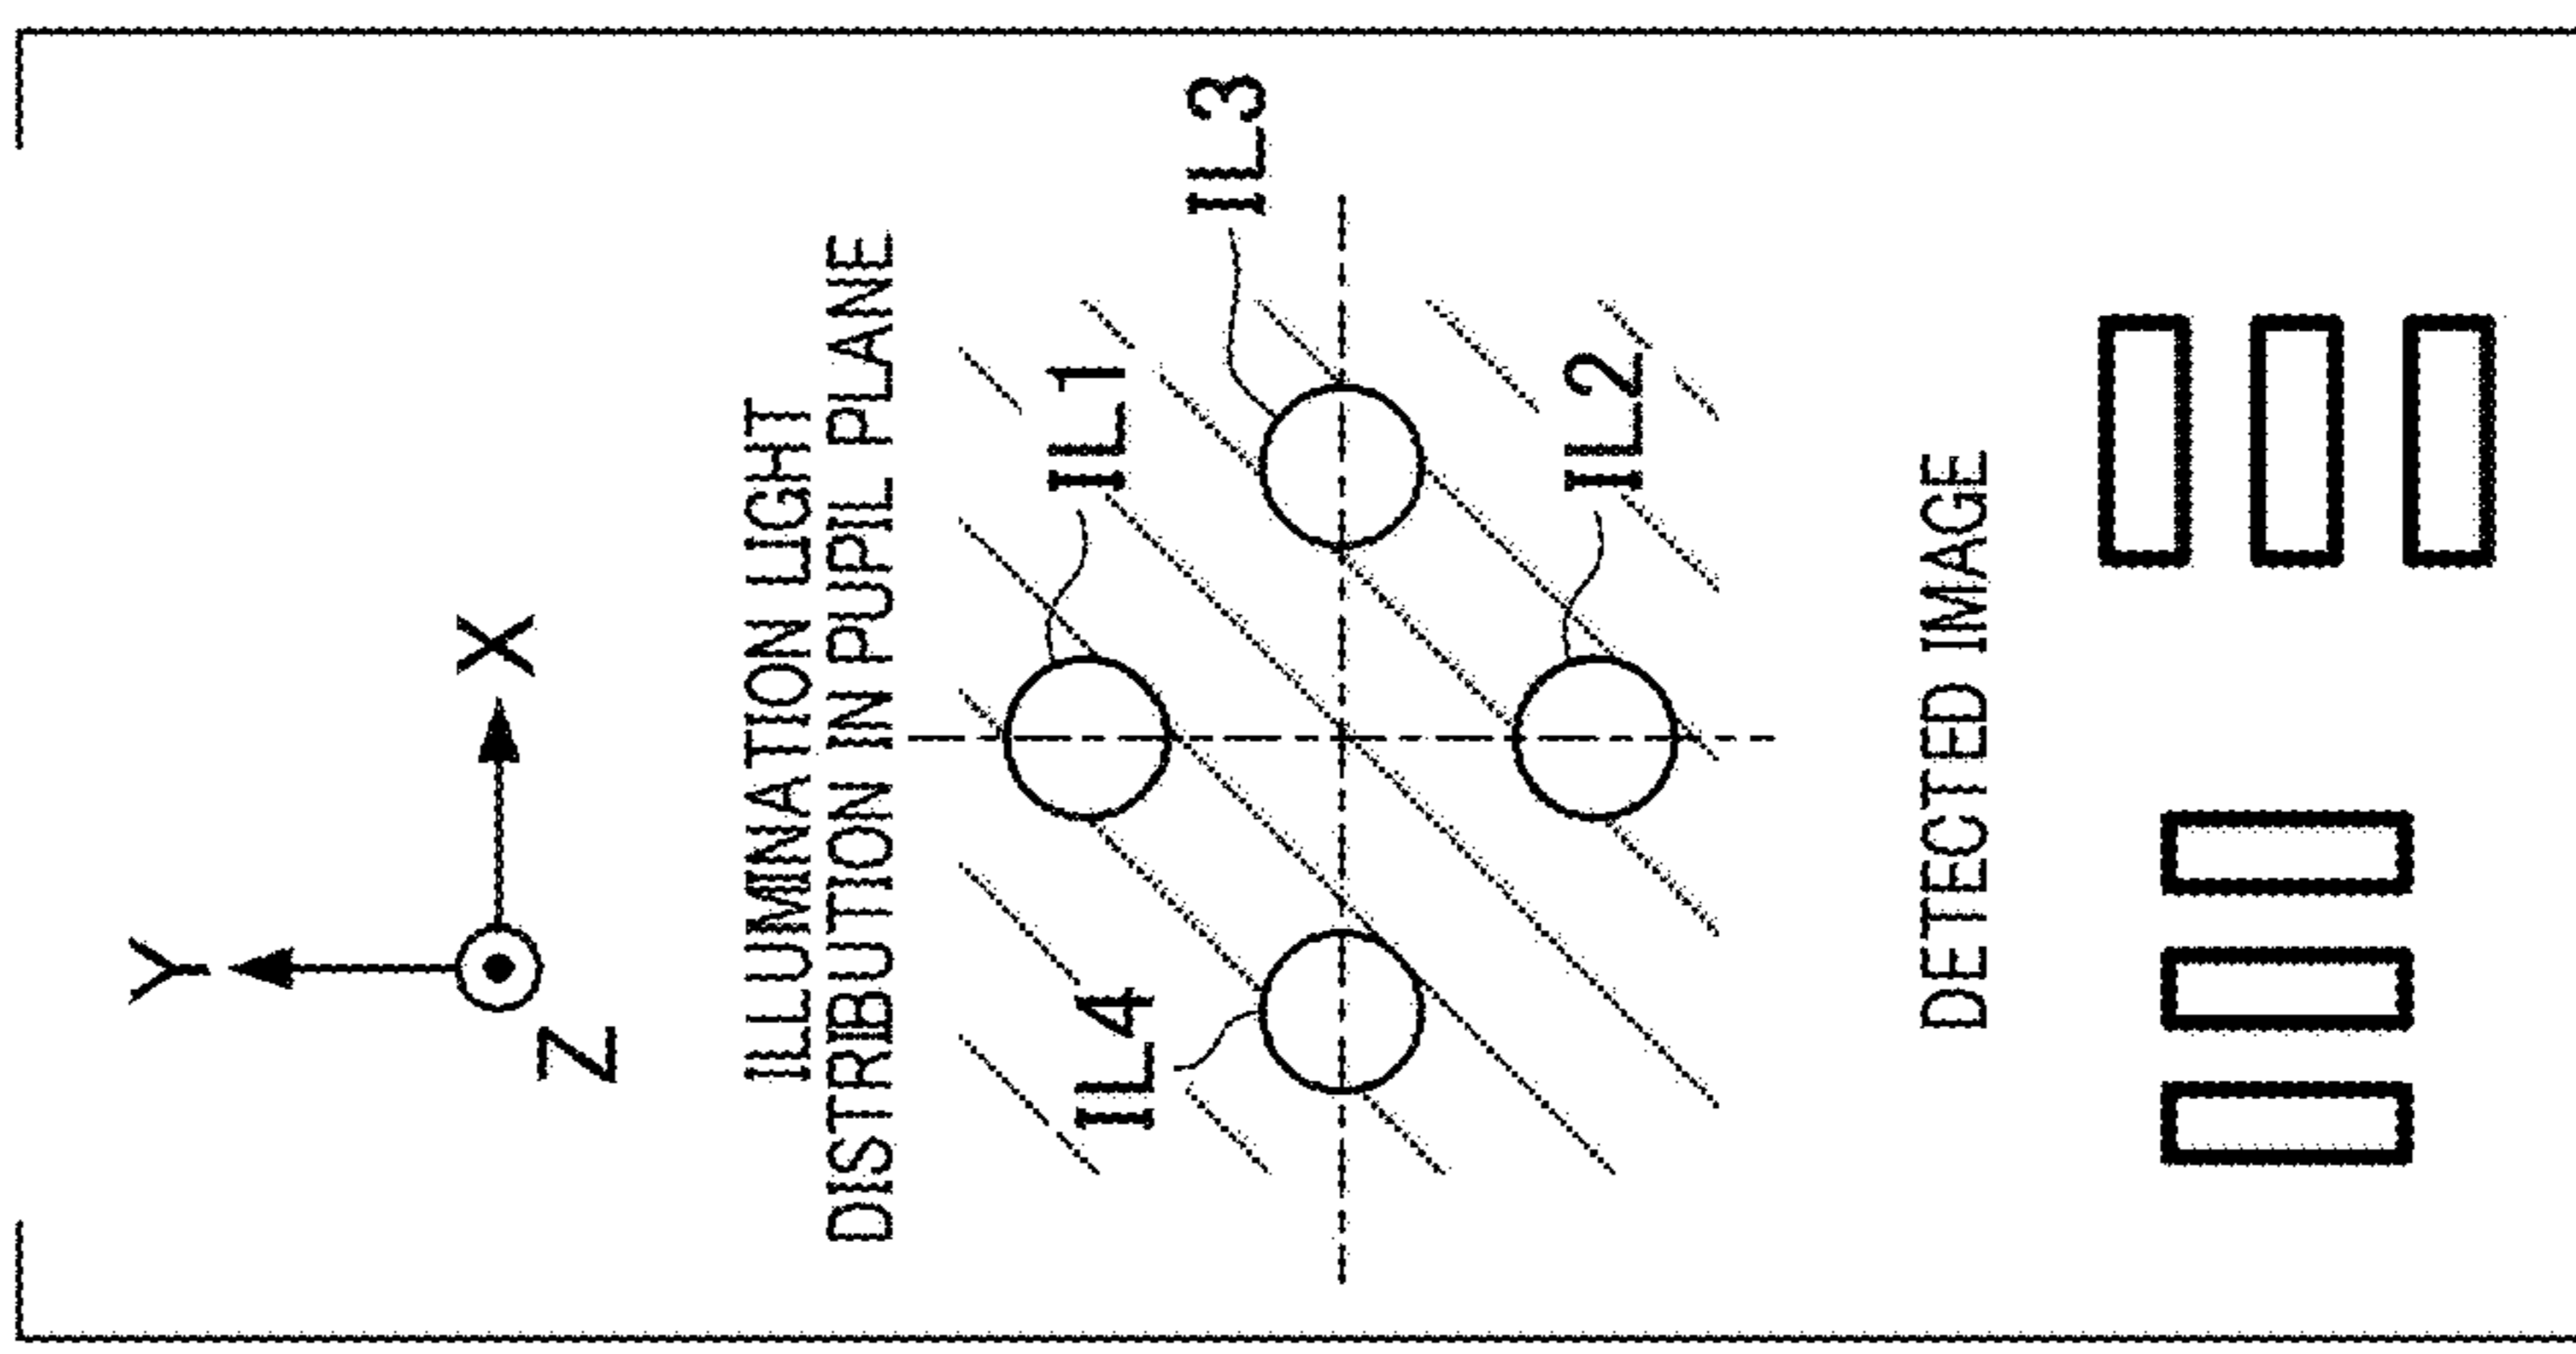 Y
X
Z
ILLUMINATION LIGHT
DISTRIBUTION IN PUPIL PLANE
IL1
IL3
IL4
IL2
DETECTED IMAGE